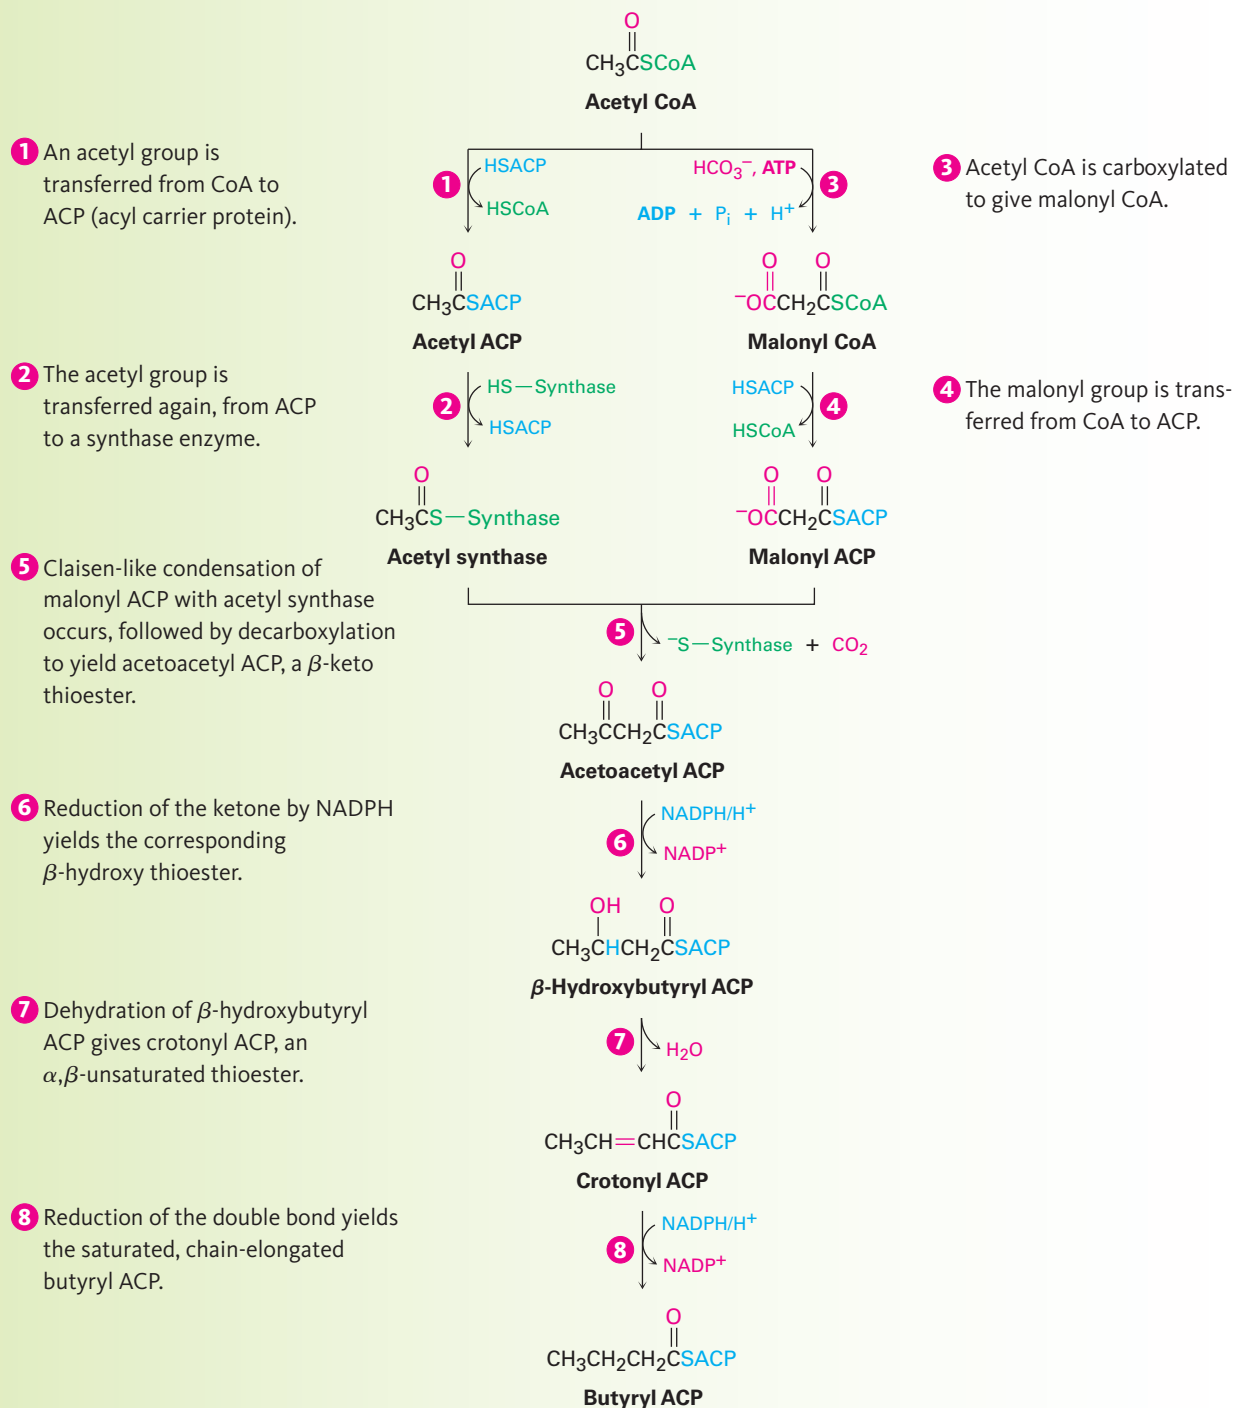 O
CH₃CSCoA
Acetyl CoA
1 An acetyl group is
transferred from CoA to
ACP (acyl carrier protein).
1
HSACP
HSCoA
HCO₃⁻, ATP
ADP + Pᵢ + H⁺
3
3 Acetyl CoA is carboxylated
to give malonyl CoA.
O
CH₃CSACP
Acetyl ACP
O O
⁻OCCH₂CSCoA
Malonyl CoA
2 The acetyl group is
transferred again, from ACP
to a synthase enzyme.
2
HS—Synthase
HSACP
HSACP
HSCoA
4
4 The malonyl group is trans-
ferred from CoA to ACP.
O
CH₃CS—Synthase
Acetyl synthase
O O
⁻OCCH₂CSACP
Malonyl ACP
5 Claisen-like condensation of
malonyl ACP with acetyl synthase
occurs, followed by decarboxylation
to yield acetoacetyl ACP, a β-keto
thioester.
5
⁻S—Synthase + CO₂
O O
CH₃CCH₂CSACP
Acetoacetyl ACP
6 Reduction of the ketone by NADPH
yields the corresponding
β-hydroxy thioester.
6
NADPH/H⁺
NADP⁺
OH O
CH₃CHCH₂CSACP
β-Hydroxybutyryl ACP
7 Dehydration of β-hydroxybutyryl
ACP gives crotonyl ACP, an
α,β-unsaturated thioester.
7
H₂O
O
CH₃CH=CHCSACP
Crotonyl ACP
8 Reduction of the double bond yields
the saturated, chain-elongated
butyryl ACP.
8
NADPH/H⁺
NADP⁺
O
CH₃CH₂CH₂CSACP
Butyryl ACP